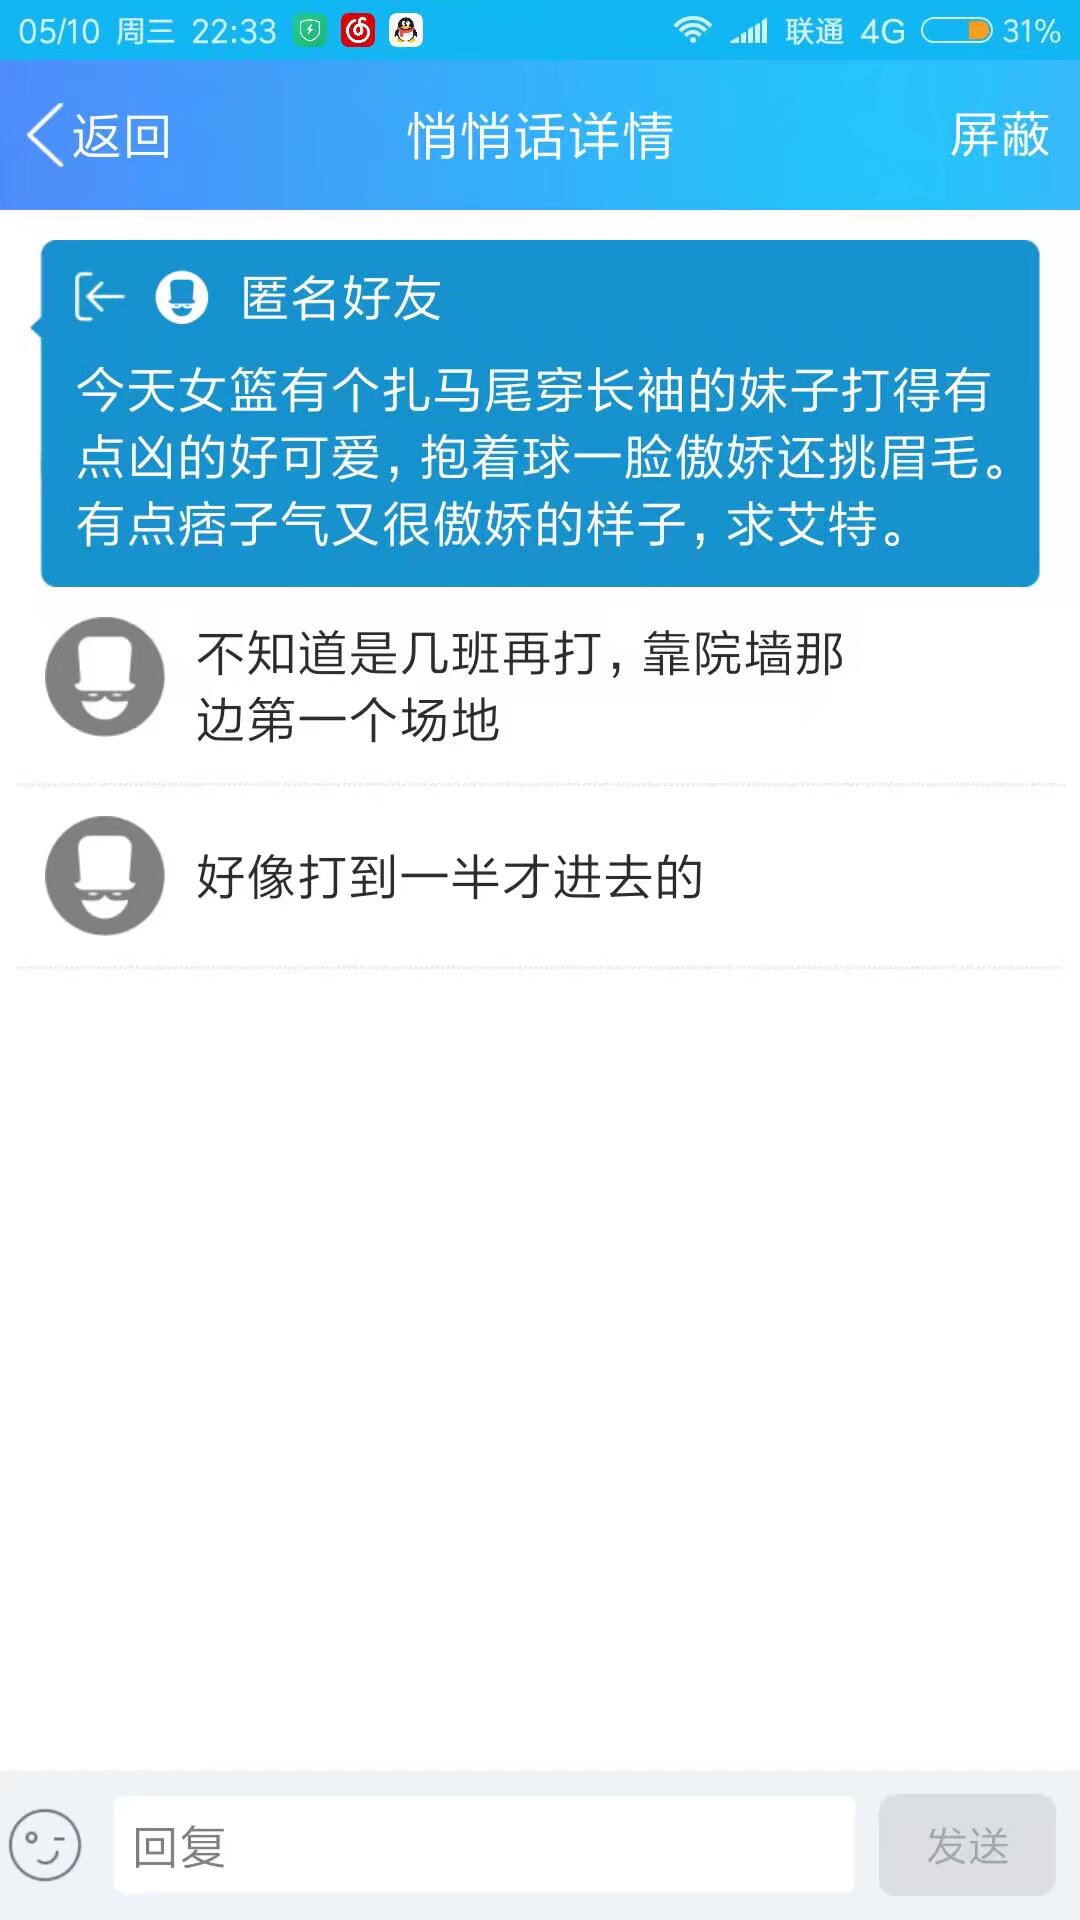 05/10 周三 22:33 联通 4G 31%
返回 悄悄话详情 屏蔽
匿名好友
今天女篮有个扎马尾穿长袖的妹子打得有
点凶的好可爱，抱着球一脸傲娇还挑眉毛。
有点痞子气又很傲娇的样子，求艾特。
不知道是几班再打，靠院墙那
边第一个场地
好像打到一半才进去的
回复 发送